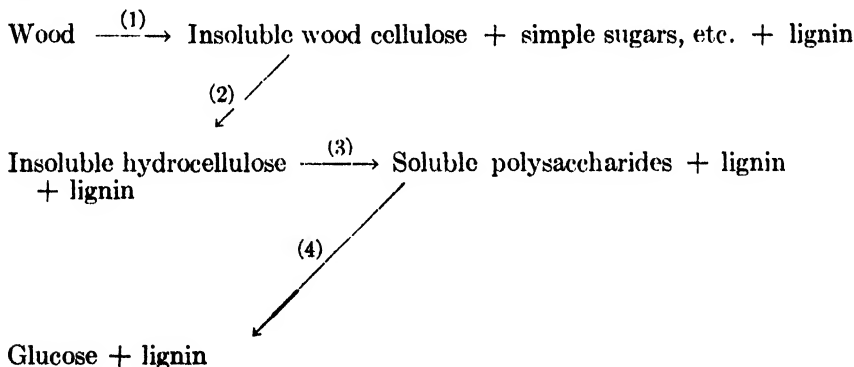 (1)
Wood ⟶ Insoluble wood cellulose + simple sugars, etc. + lignin
(2)
(3)
Insoluble hydrocellulose ⟶ Soluble polysaccharides + lignin
+ lignin
(4)
Glucose + lignin